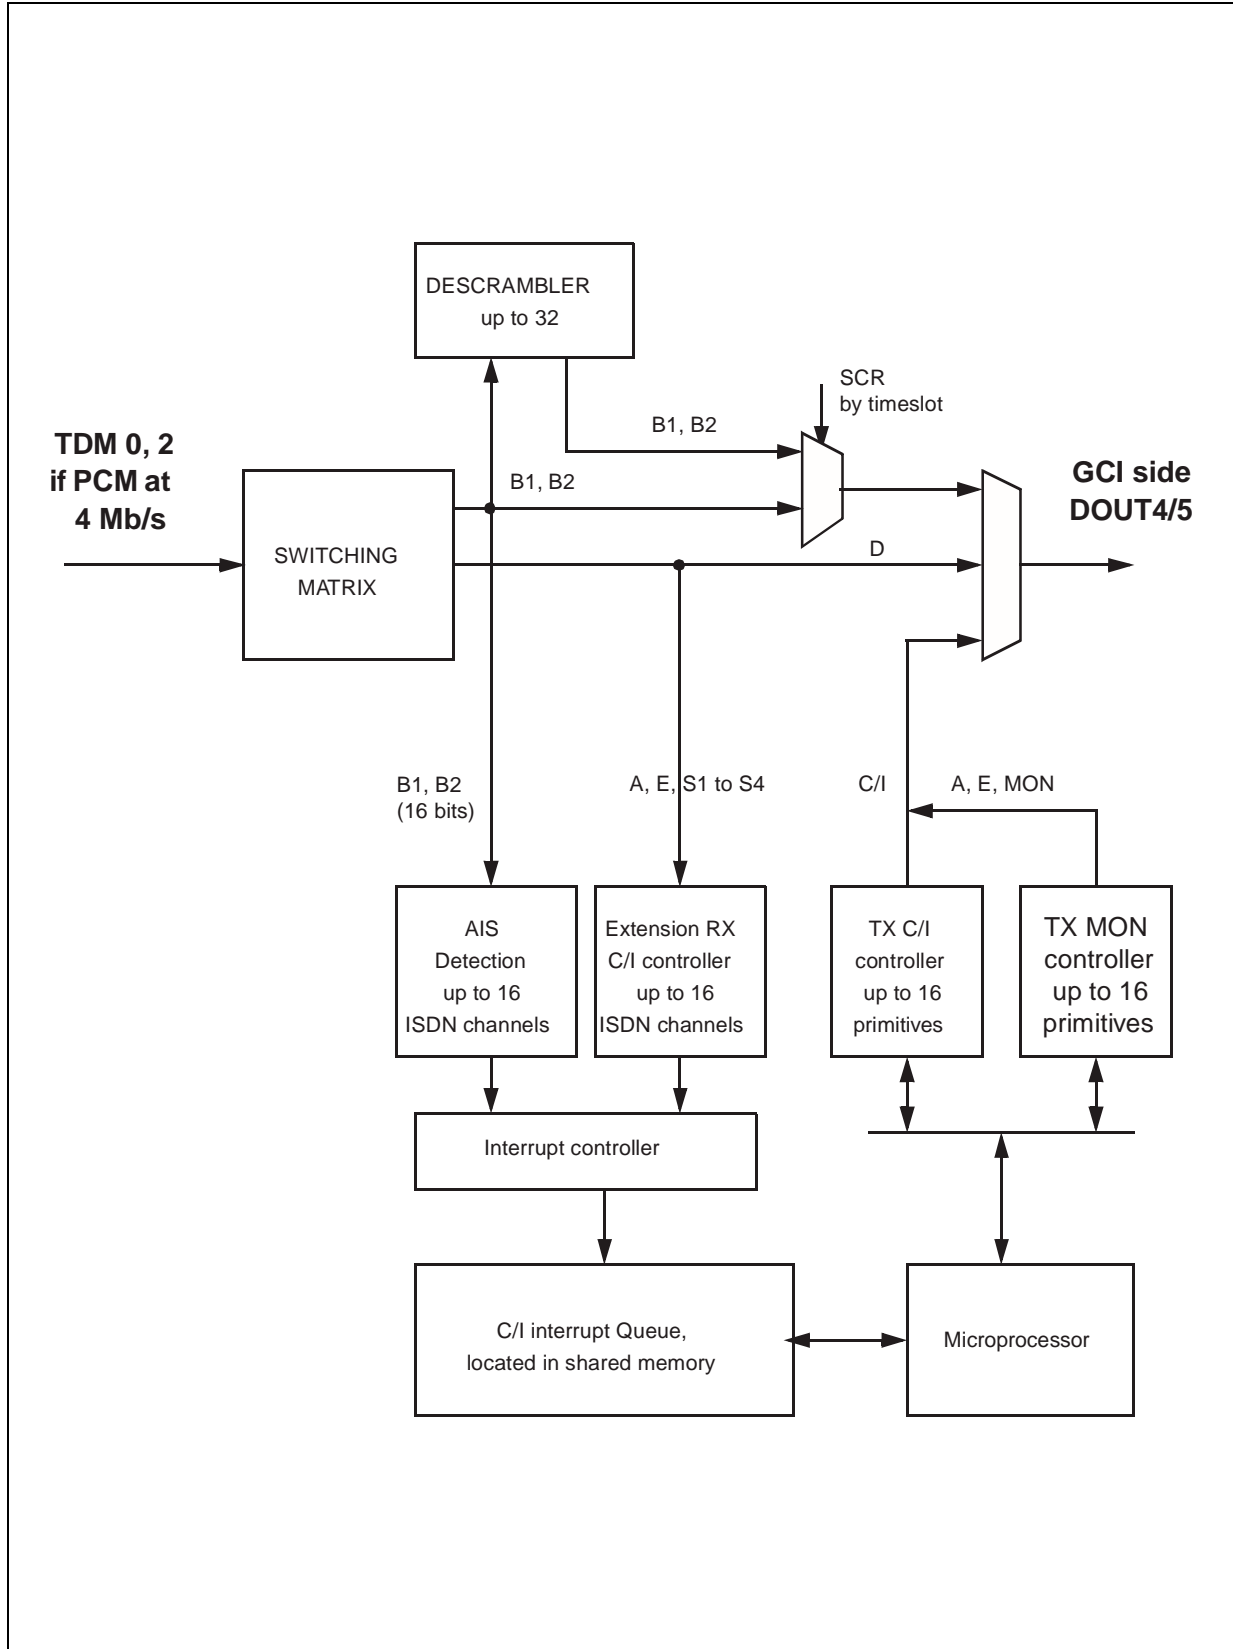 DESCRAMBLER
up to 32
SCR
by timeslot
B1, B2
TDM 0, 2
if PCM at
4 Mb/s
B1, B2
GCI side
DOUT4/5
SWITCHING
MATRIX
D
B1, B2
(16 bits)
A, E, S1 to S4
C/I
A, E, MON
AIS
Detection
up to 16
ISDN channels
Extension RX
C/I controller
up to 16
ISDN channels
TX C/I
controller
up to 16
primitives
TX MON
controller
up to 16
primitives
Interrupt controller
C/I interrupt Queue,
located in shared memory
Microprocessor